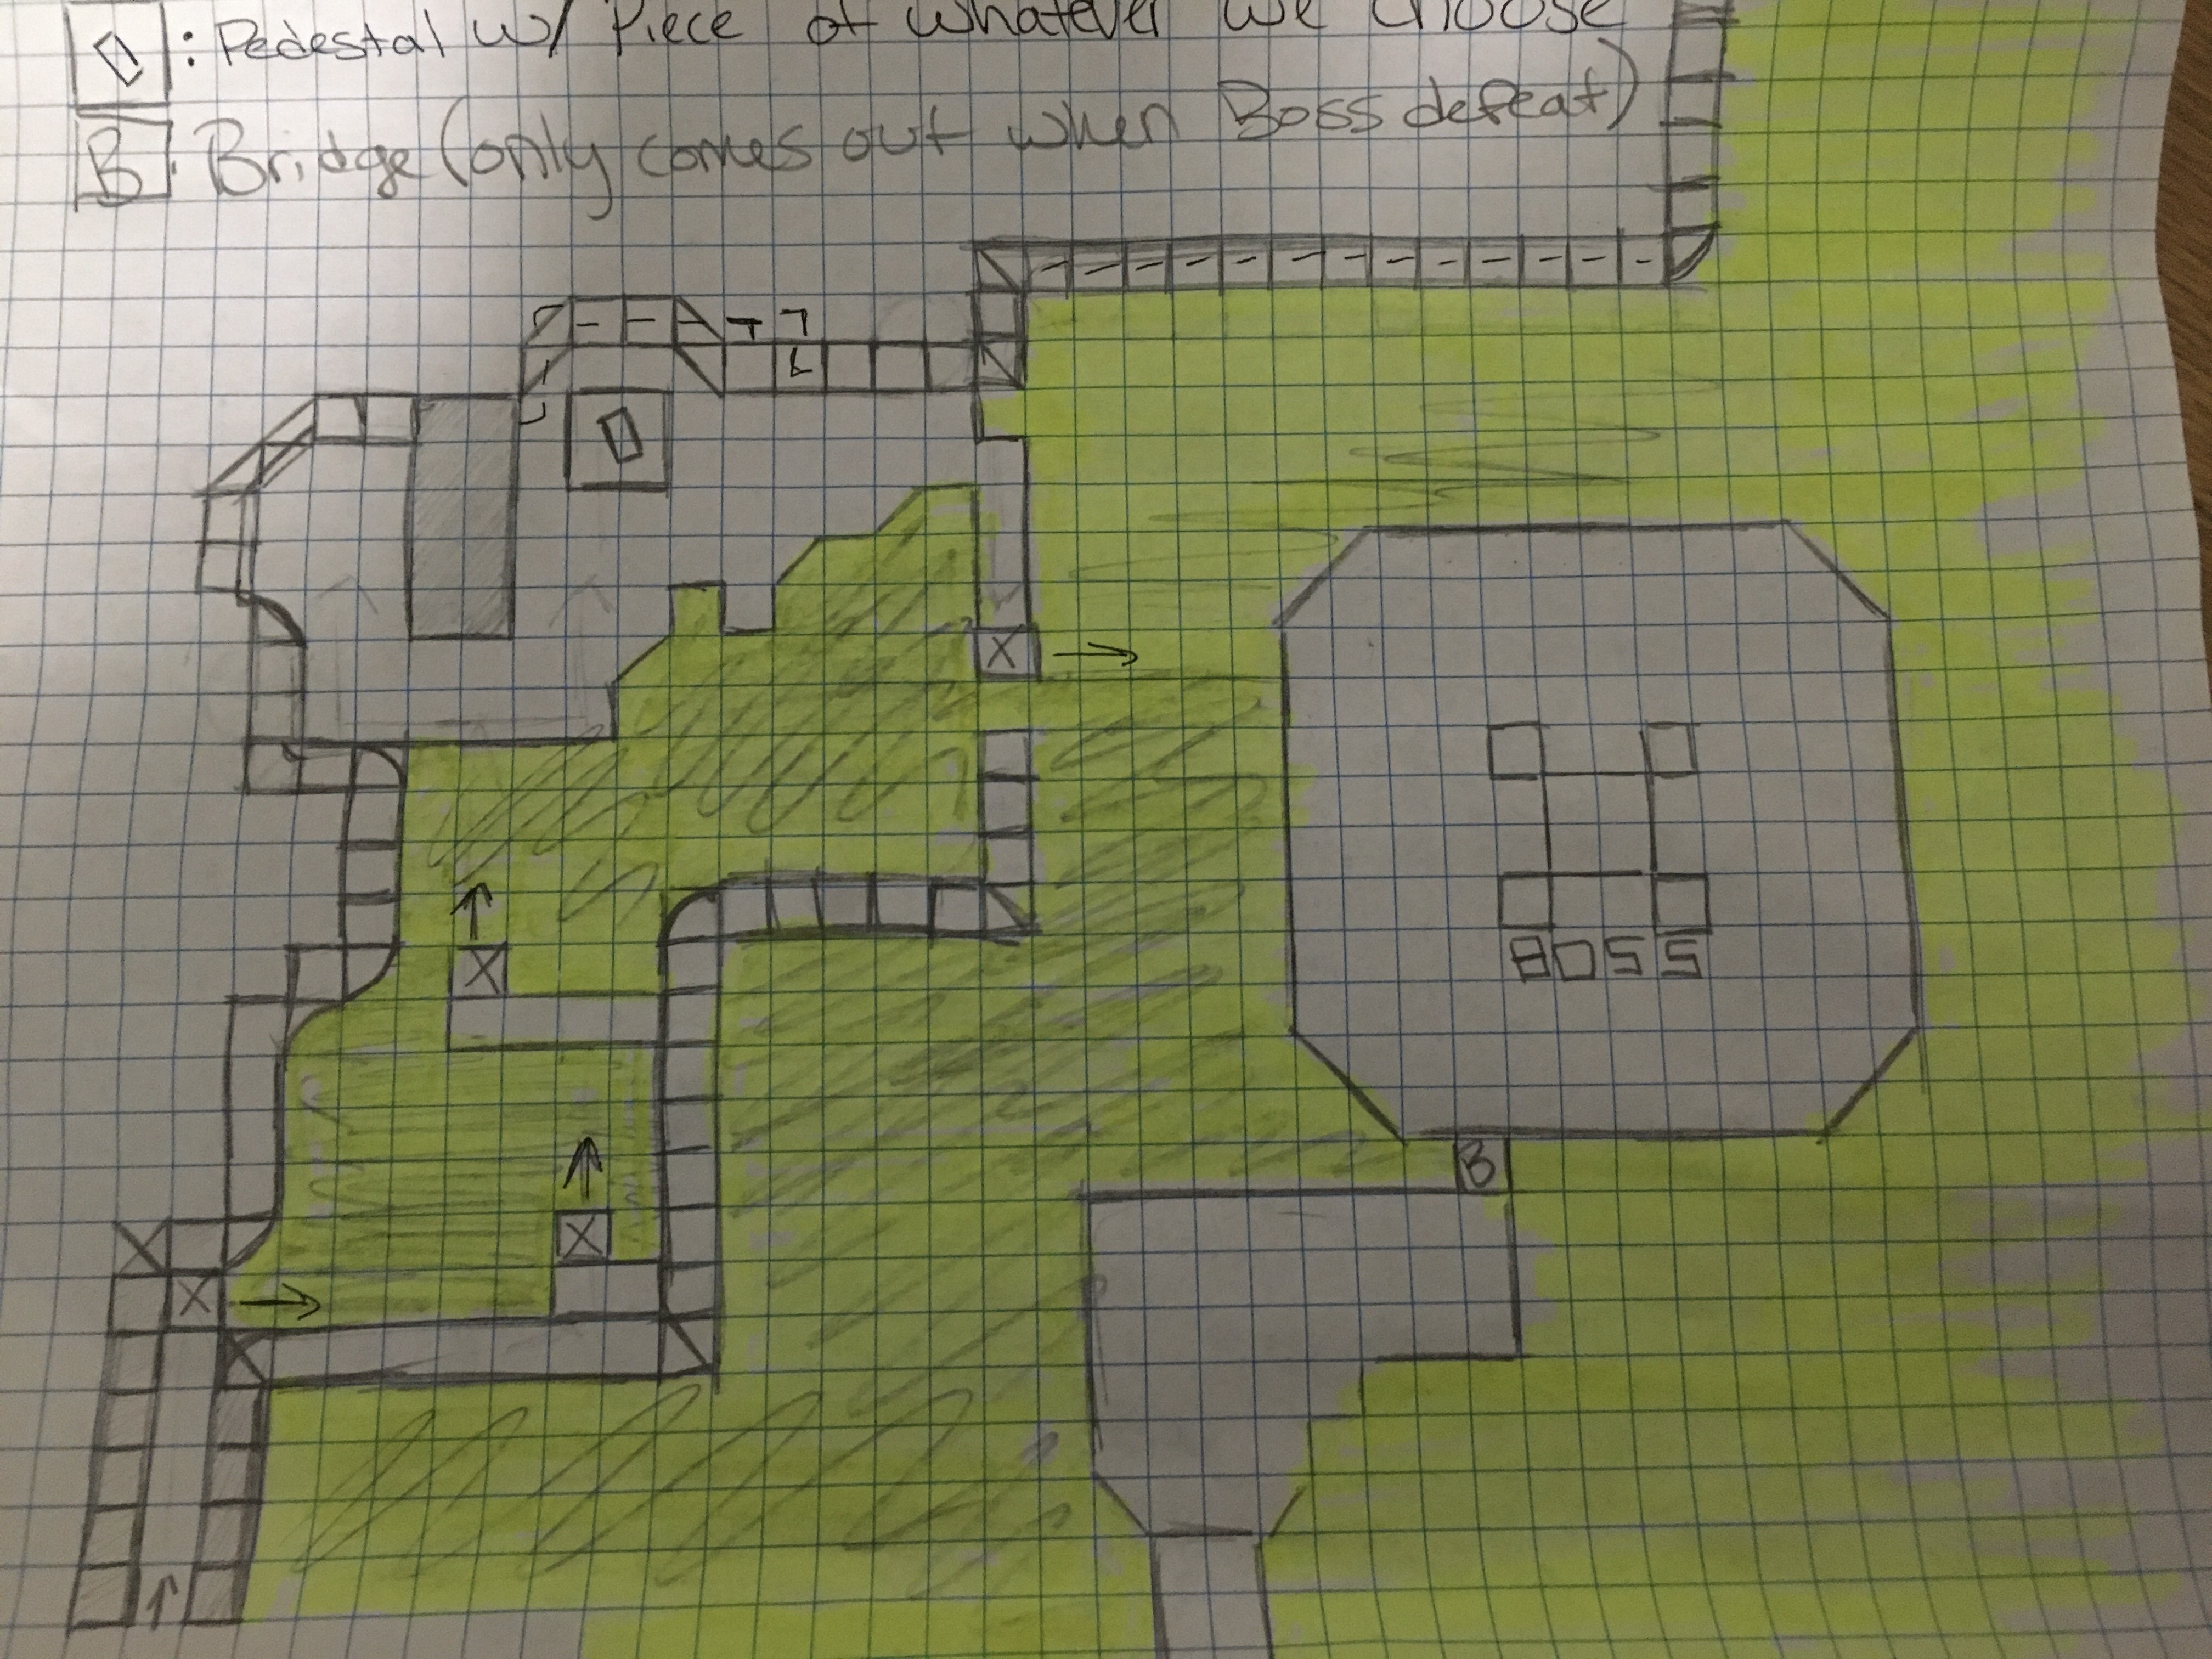 : Pedestal w/ Piece of whatever we choose
B : Bridge (only comes out when Boss defeat)
X
X
BOSS
B
X
X